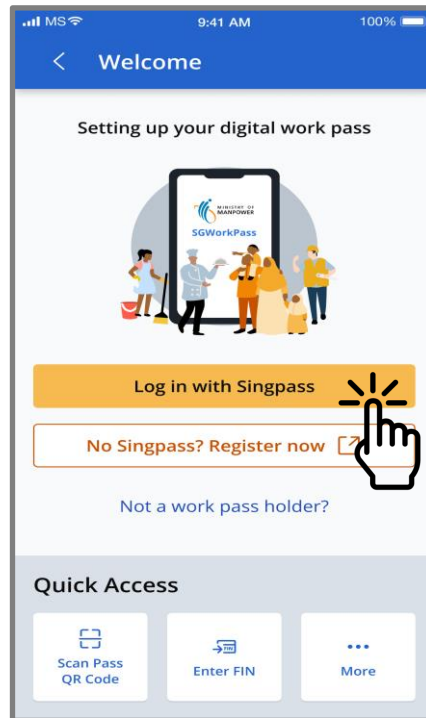 MS 9:41 AM 100%
Welcome
Setting up your digital work pass
MINISTRY OF
MANPOWER
SGWorkPass
Log in with Singpass
No Singpass? Register now
Not a work pass holder?
Quick Access
Scan Pass
QR Code
FIN
Enter FIN
More